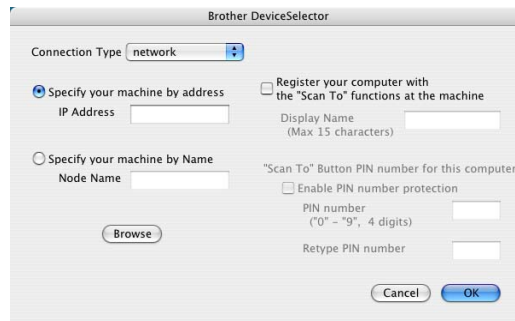 Brother DeviceSelector
Connection Type network
Specify your machine by address
IP Address
Specify your machine by Name
Node Name
Browse
Register your computer with
the "Scan To" functions at the machine
Display Name
(Max 15 characters)
"Scan To" Button PIN number for this computer
Enable PIN number protection
PIN number
("0" – "9", 4 digits)
Retype PIN number
Cancel OK